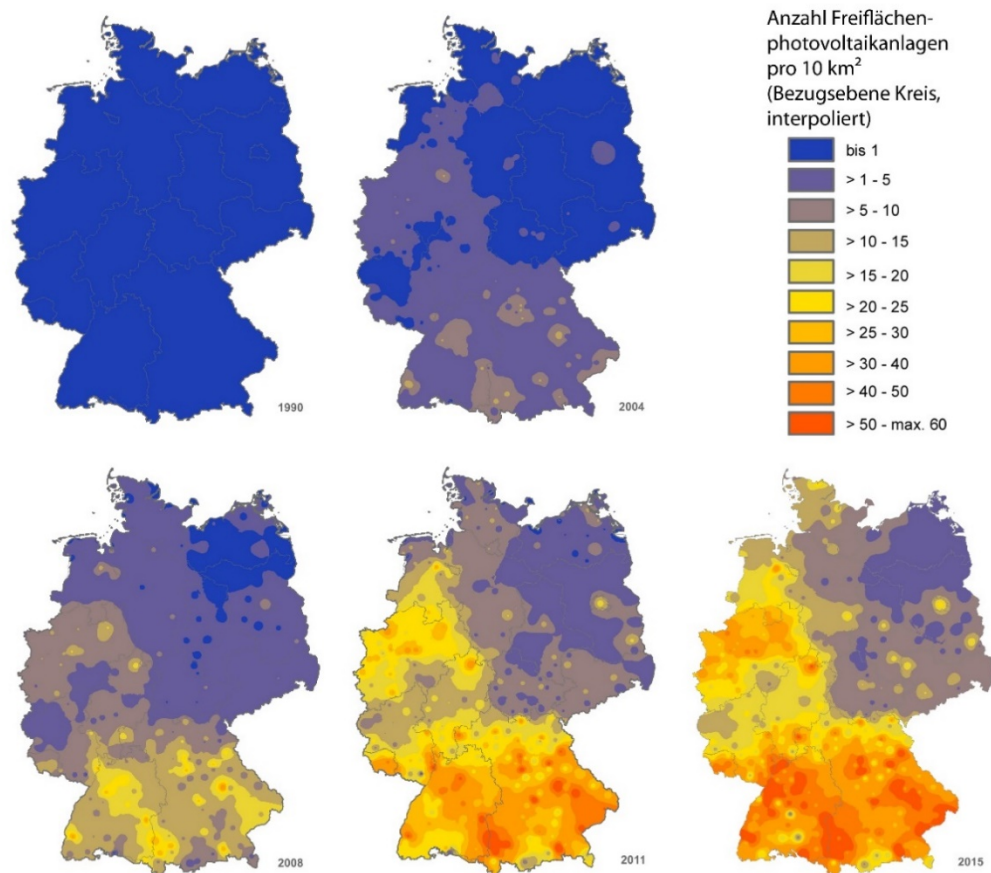 Anzahl Freiflächen-
photovoltaikanlagen
pro 10 km²
(Bezugsebene Kreis,
interpoliert)
bis 1
> 1 - 5
> 5 - 10
> 10 - 15
> 15 - 20
> 20 - 25
> 25 - 30
> 30 - 40
> 40 - 50
> 50 - max. 60
1990
2004
2008
2011
2015